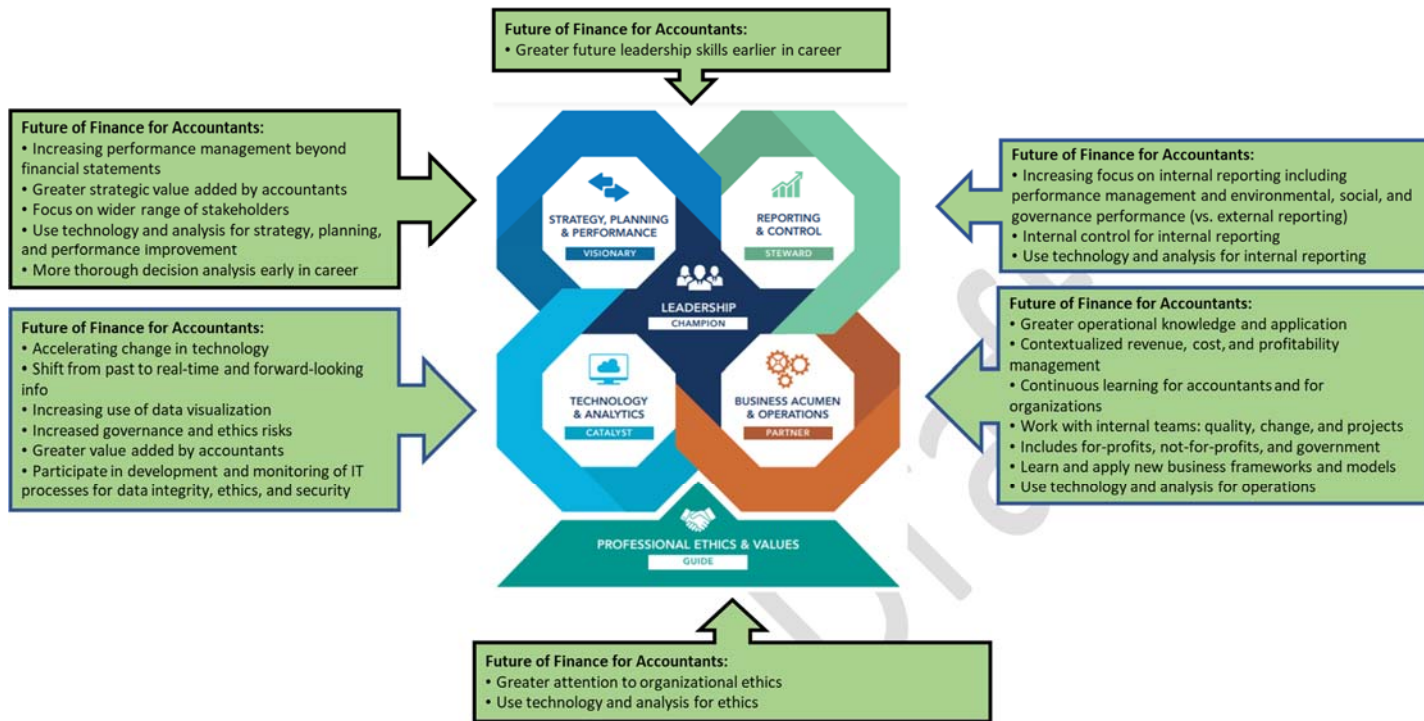 Future of Finance for Accountants:
• Greater future leadership skills earlier in career
Future of Finance for Accountants:
• Increasing performance management beyond
financial statements
• Greater strategic value added by accountants
• Focus on wider range of stakeholders
• Use technology and analysis for strategy, planning,
and performance improvement
• More thorough decision analysis early in career
Future of Finance for Accountants:
• Accelerating change in technology
• Shift from past to real-time and forward-looking
info
• Increasing use of data visualization
• Increased governance and ethics risks
• Greater value added by accountants
• Participate in development and monitoring of IT
processes for data integrity, ethics, and security
STRATEGY, PLANNING
& PERFORMANCE
VISIONARY
REPORTING
& CONTROL
STEWARD
LEADERSHIP
CHAMPION
TECHNOLOGY
& ANALYTICS
CATALYST
BUSINESS ACUMEN
& OPERATIONS
PARTNER
PROFESSIONAL ETHICS & VALUES
GUIDE
Future of Finance for Accountants:
• Increasing focus on internal reporting including
performance management and environmental, social, and
governance performance (vs. external reporting)
• Internal control for internal reporting
• Use technology and analysis for internal reporting
Future of Finance for Accountants:
• Greater operational knowledge and application
• Contextualized revenue, cost, and profitability
management
• Continuous learning for accountants and for
organizations
• Work with internal teams: quality, change, and projects
• Includes for-profits, not-for-profits, and government
• Learn and apply new business frameworks and models
• Use technology and analysis for operations
Future of Finance for Accountants:
• Greater attention to organizational ethics
• Use technology and analysis for ethics
Draft